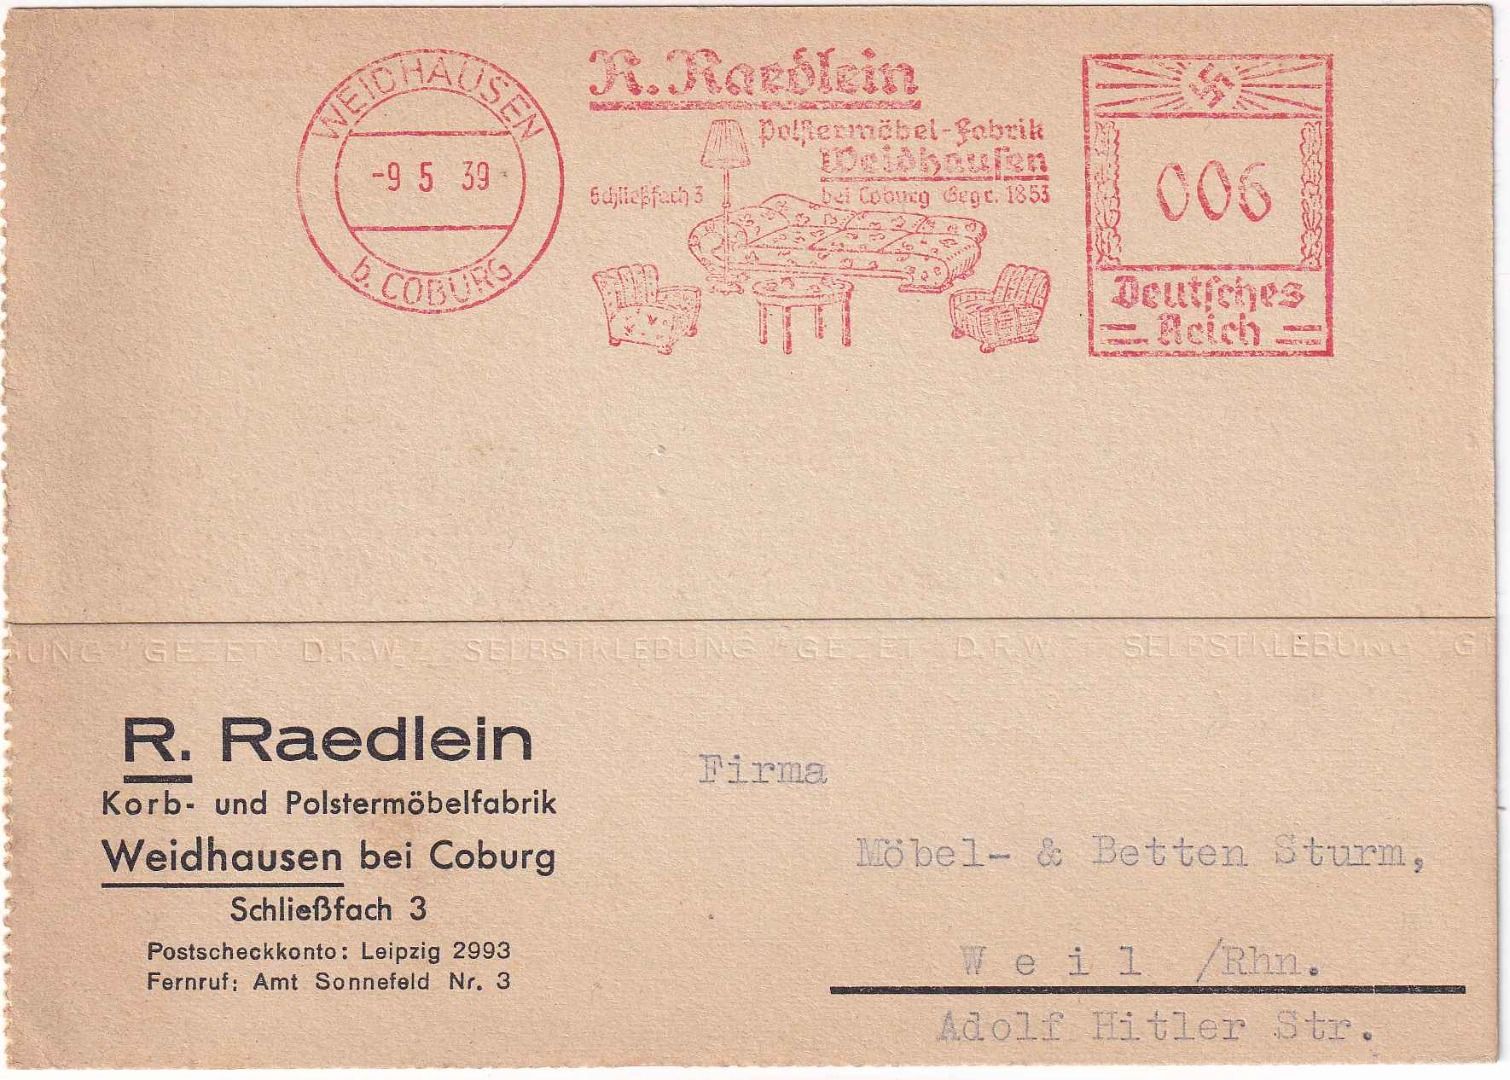 WEIDHAUSEN
-9 5 39
b. COBURG
R. Raedlein
Polstermöbel-Fabrik
Weidhausen
Schließfach 3
bei Coburg Gegr. 1853
006
Deutsches
Reich
BUNG "GEZET" D.R.W. SELBSTKLEBUNG "GEZET" D.R.W. SELBSTKLEBUNG "G
R. Raedlein
Korb- und Polstermöbelfabrik
Weidhausen bei Coburg
Schließfach 3
Postscheckkonto: Leipzig 2993
Fernruf: Amt Sonnefeld Nr. 3
Firma
Möbel- & Betten Sturm,
W e i l /Rhn.
Adolf Hitler Str.